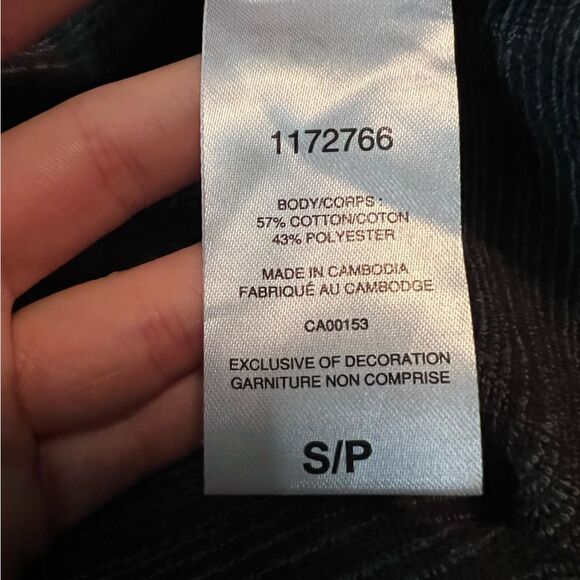 1172766
BODY/CORPS :
57% COTTON/COTON
43% POLYESTER
MADE IN CAMBODIA
FABRIQUÉ AU CAMBODGE
CA00153
EXCLUSIVE OF DECORATION
GARNITURE NON COMPRISE
S/P